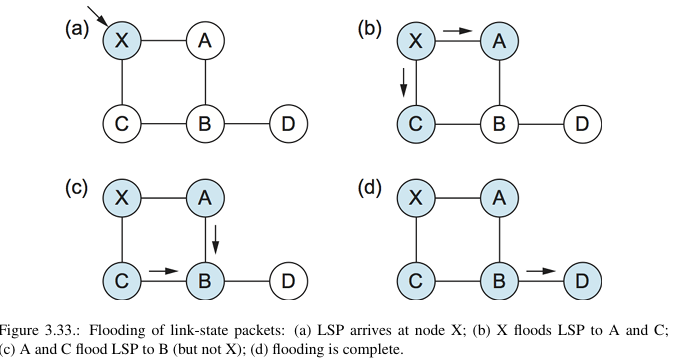 (a) X A
C B D
(b) X A
C B D
(c) X A
C B D
(d) X A
C B D
Figure 3.33.: Flooding of link-state packets: (a) LSP arrives at node X; (b) X floods LSP to A and C;
(c) A and C flood LSP to B (but not X); (d) flooding is complete.